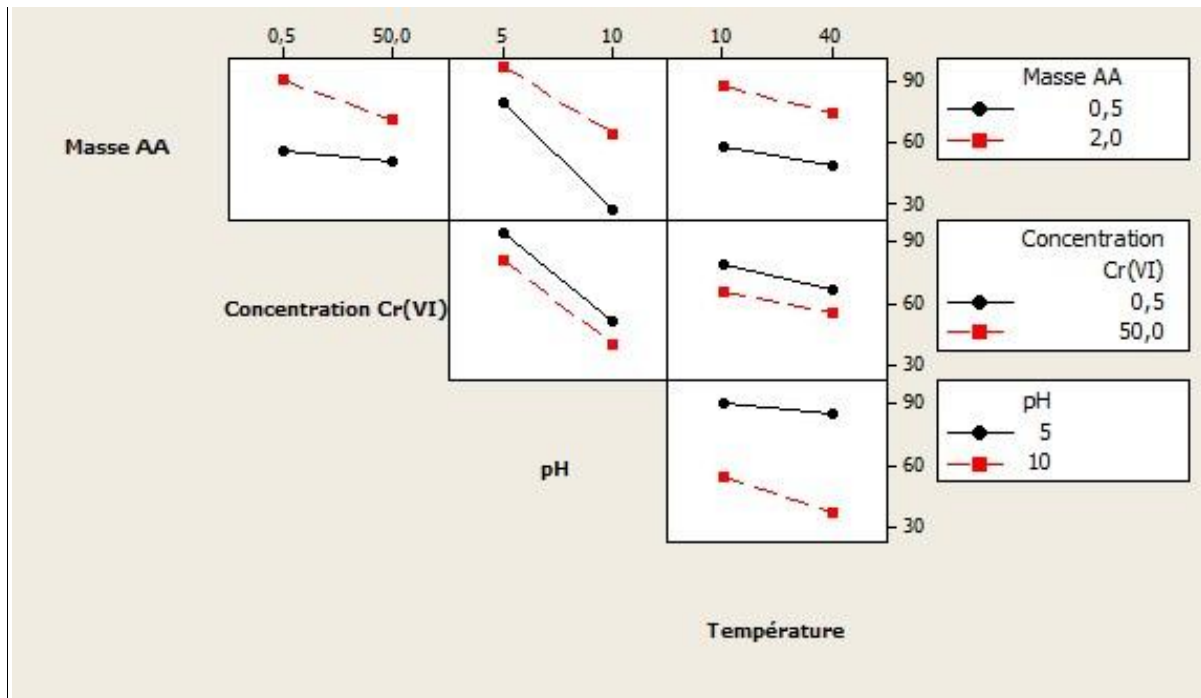 0,5 50,0 5 10 10 40
90
60
30
Masse AA
Masse AA
0,5
2,0
90
60
30
Concentration Cr(VI)
Concentration
Cr(VI)
0,5
50,0
90
60
30
pH
pH
5
10
Température